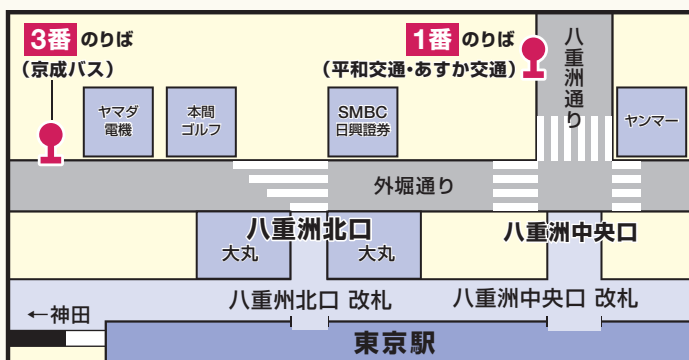 3番 のりば
(京成バス)
1番 のりば
(平和交通・あすか交通)
八重洲通り
ヤマダ
電機
本間
ゴルフ
SMBC
日興證券
ヤンマー
外堀通り
八重洲北口
八重洲中央口
大丸
大丸
八重州北口 改札
八重洲中央口 改札
←神田
東京駅